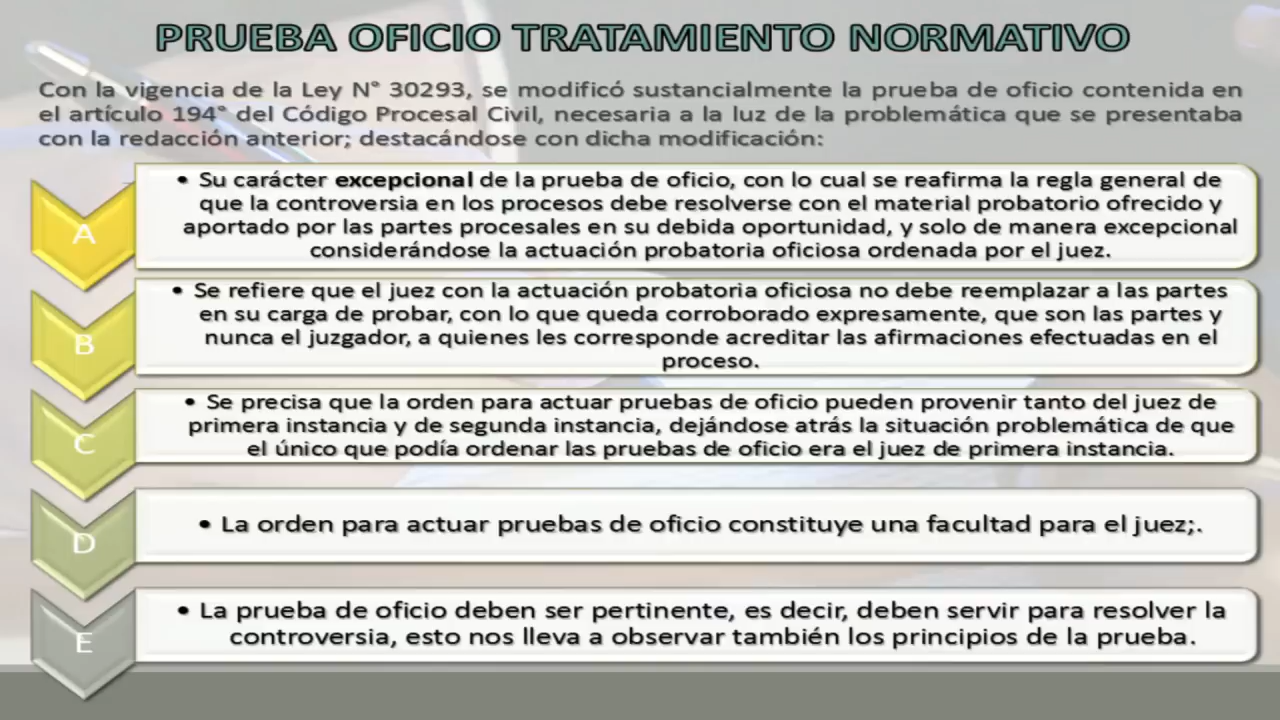 PRUEBA OFICIO TRATAMIENTO NORMATIVO
Con la vigencia de la Ley N° 30293, se modificó sustancialmente la prueba de oficio contenida en
el artículo 194° del Código Procesal Civil, necesaria a la luz de la problemática que se presentaba
con la redacción anterior; destacándose con dicha modificación:
A
• Su carácter excepcional de la prueba de oficio, con lo cual se reafirma la regla general de
que la controversia en los procesos debe resolverse con el material probatorio ofrecido y
aportado por las partes procesales en su debida oportunidad, y solo de manera excepcional
considerándose la actuación probatoria oficiosa ordenada por el juez.
B
• Se refiere que el juez con la actuación probatoria oficiosa no debe reemplazar a las partes
en su carga de probar, con lo que queda corroborado expresamente, que son las partes y
nunca el juzgador, a quienes les corresponde acreditar las afirmaciones efectuadas en el
proceso.
C
• Se precisa que la orden para actuar pruebas de oficio pueden provenir tanto del juez de
primera instancia y de segunda instancia, dejándose atrás la situación problemática de que
el único que podía ordenar las pruebas de oficio era el juez de primera instancia.
D
• La orden para actuar pruebas de oficio constituye una facultad para el juez;.
E
• La prueba de oficio deben ser pertinente, es decir, deben servir para resolver la
controversia, esto nos lleva a observar también los principios de la prueba.